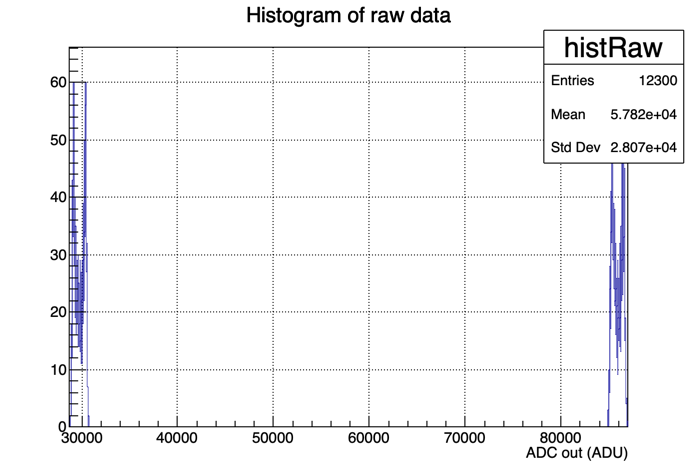 Histogram of raw data
histRaw
Entries 12300
Mean 5.782e+04
Std Dev 2.807e+04
60
50
40
30
20
10
0
30000 40000 50000 60000 70000 80000
ADC out (ADU)